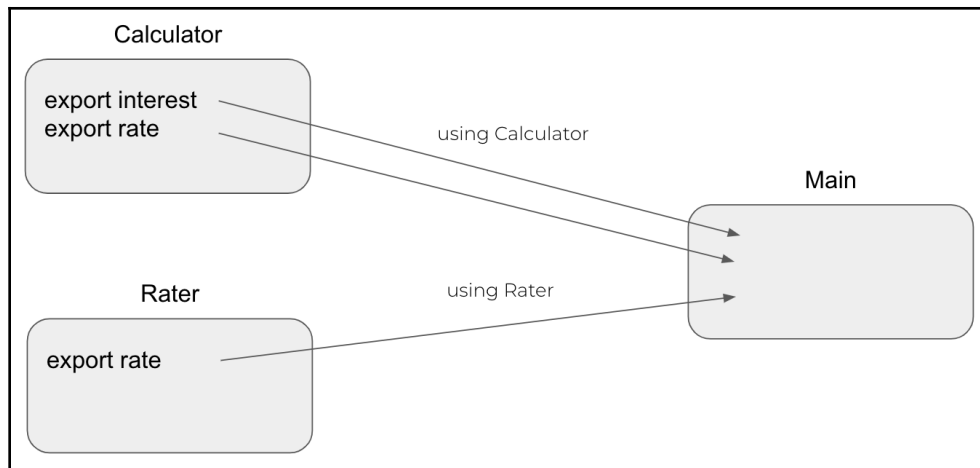 Calculator
export interest
export rate
using Calculator
Main
Rater
using Rater
export rate